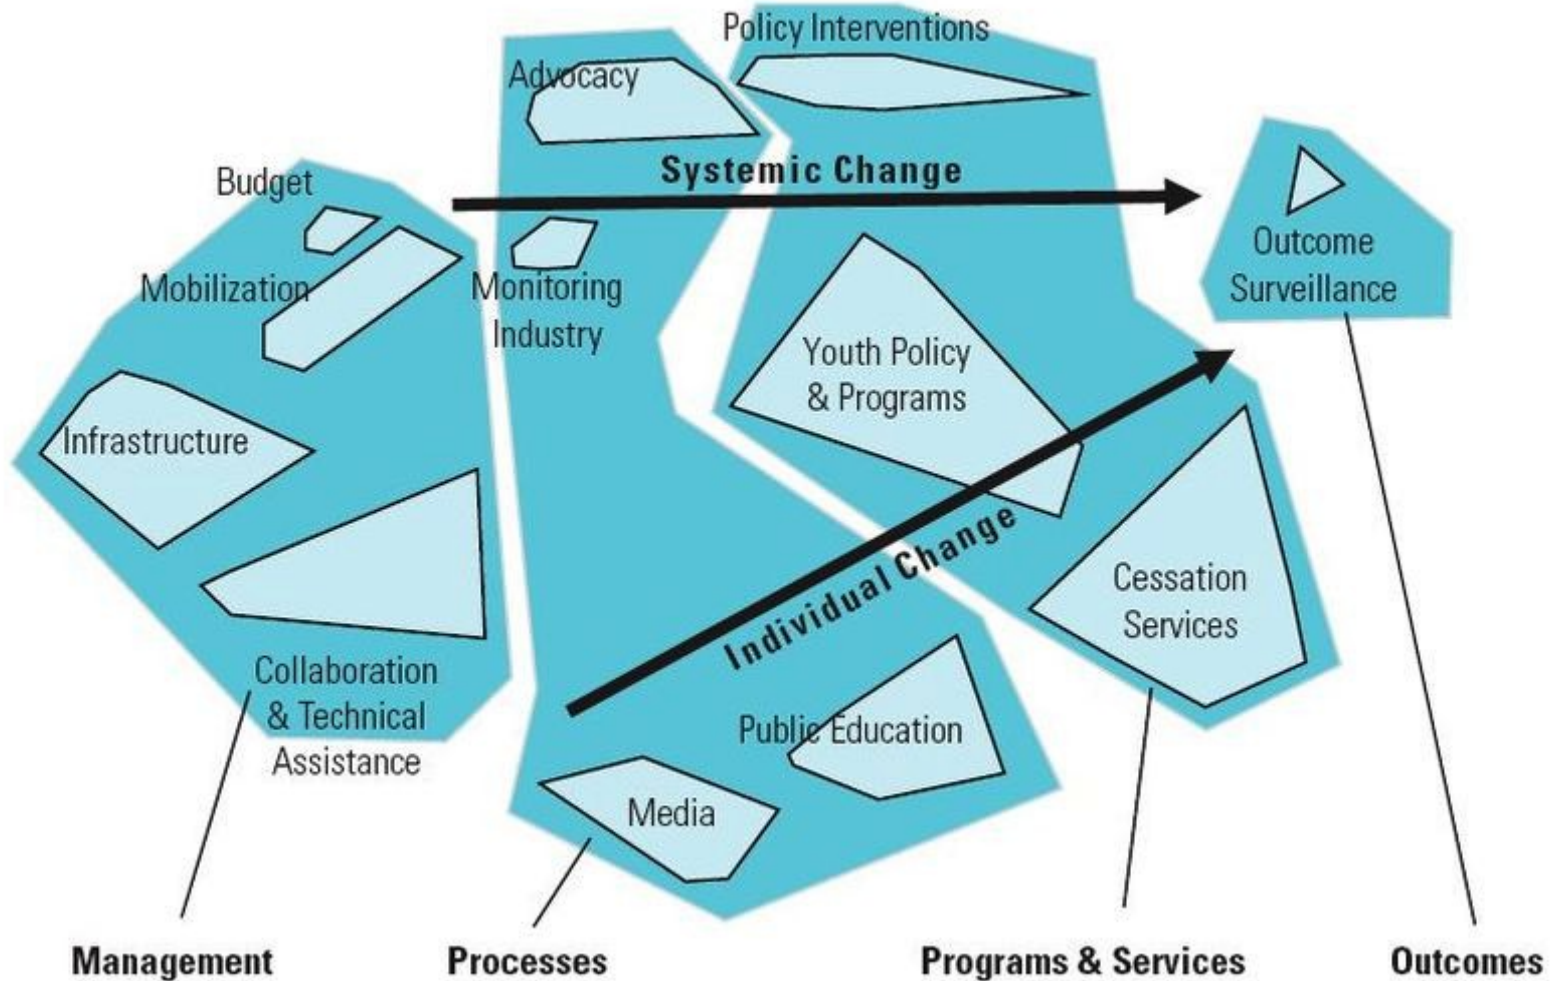 Policy Interventions
Advocacy
Systemic Change
Budget
Mobilization
Monitoring
Industry
Outcome
Surveillance
Youth Policy
& Programs
Infrastructure
Individual Change
Cessation
Services
Collaboration
& Technical
Assistance
Public Education
Media
Management
Processes
Programs & Services
Outcomes